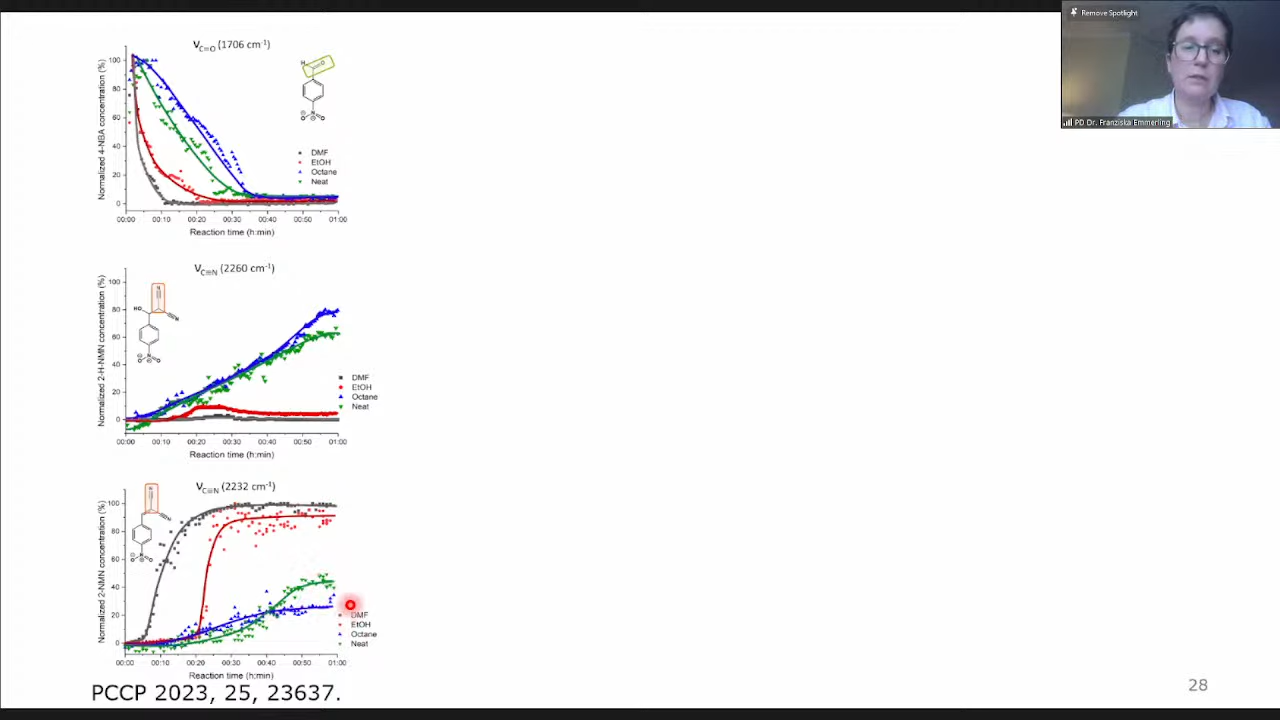 Remove Spotlight
PD Dr. Franziska Emmerling
νC=O (1706 cm⁻¹)
Normalized 4-NBA concentration (%)
100
80
60
40
20
0
H
O
N
O
O
DMF
EtOH
Octane
Neat
00:00 00:10 00:20 00:30 00:40 00:50 01:00
Reaction time (h:min)
νC≡N (2260 cm⁻¹)
Normalized 2-H-NMN concentration (%)
100
80
60
40
20
0
N
HO
N
N
O
O
DMF
EtOH
Octane
Neat
00:00 00:10 00:20 00:30 00:40 00:50 01:00
Reaction time (h:min)
νC≡N (2232 cm⁻¹)
Normalized 2-NMN concentration (%)
100
80
60
40
20
0
N
N
N
O
O
DMF
EtOH
Octane
Neat
00:00 00:10 00:20 00:30 00:40 00:50 01:00
Reaction time (h:min)
PCCP 2023, 25, 23637.
28